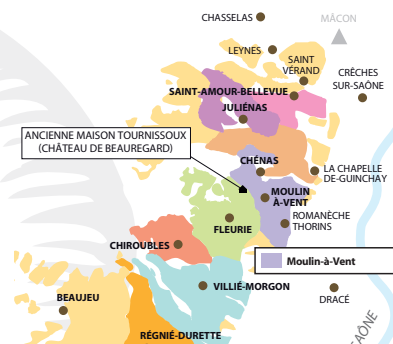 CHASSELAS
MÂCON
LEYNES
SAINT
VÉRAND
CRÊCHES
SUR-SAÔNE
SAINT-AMOUR-BELLEVUE
JULIÉNAS
ANCIENNE MAISON TOURNISSOUX
(CHÂTEAU DE BEAUREGARD)
CHÉNAS
LA CHAPELLE
DE-GUINCHAY
MOULIN
À-VENT
ROMANÈCHE
THORINS
FLEURIE
CHIROUBLES
Moulin-à-Vent
BEAUJEU
VILLIÉ-MORGON
DRACÉ
SAÔNE
RÉGNIÉ-DURETTE